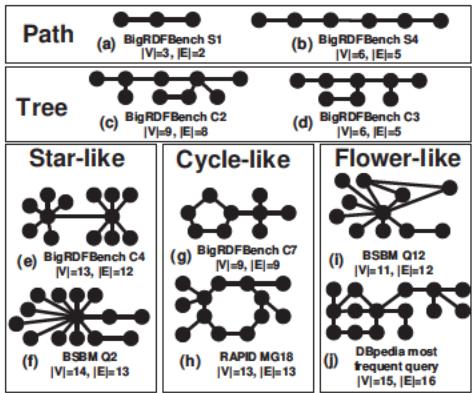 Path
(a) BigRDFBench S1
|V|=3, |E|=2
(b) BigRDFBench S4
|V|=6, |E|=5
Tree
(c) BigRDFBench C2
|V|=9, |E|=8
(d) BigRDFBench C3
|V|=6, |E|=5
Star-like
(e) BigRDFBench C4
|V|=13, |E|=12
(f) BSBM Q2
|V|=14, |E|=13
Cycle-like
(g) BigRDFBench C7
|V|=9, |E|=9
(h) RAPID MG18
|V|=13, |E|=13
Flower-like
(i) BSBM Q12
|V|=11, |E|=12
(j) DBpedia most
frequent query
|V|=15, |E|=16